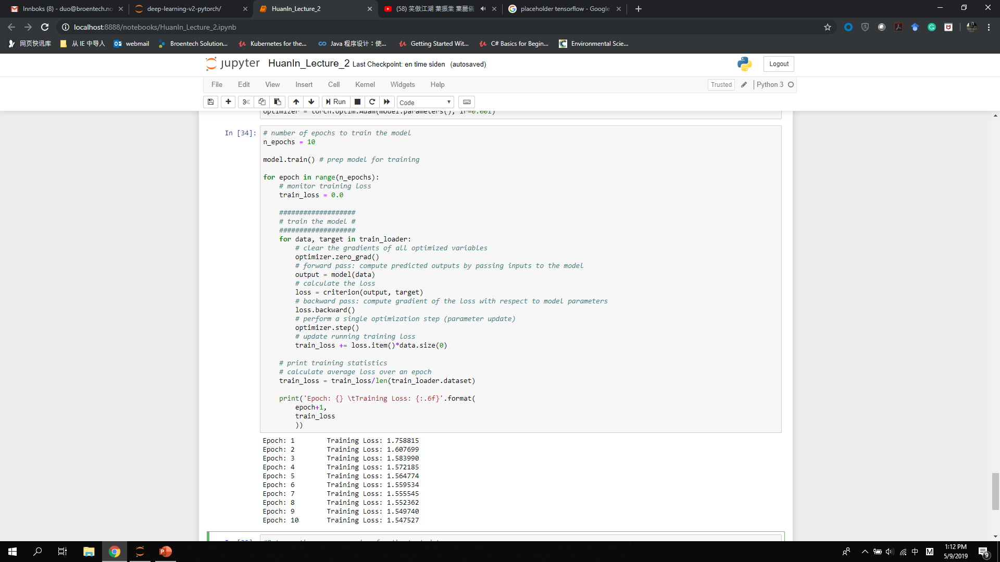 Innboks (8) - duo@broentech.no
deep-learning-v2-pytorch/
HuanIn_Lecture_2
(58) 笑傲江湖 葉振棠 葉麗儀
placeholder tensorflow - Google
localhost:8888/notebooks/HuanIn_Lecture_2.ipynb
网页快讯库
从 IE 中导入
webmail
Broentech Solution...
Kubernetes for the...
Java 程序设计：使...
Getting Started Wit...
C# Basics for Begin...
Environmental Scie...
jupyter HuanIn_Lecture_2 Last Checkpoint: en time siden (autosaved)
Logout
File Edit View Insert Cell Kernel Widgets Help
Trusted
Python 3
Run
Code
optimizer = torch.optim.Adam(model.parameters(), lr=0.001)
In [34]:
# number of epochs to train the model
n_epochs = 10
model.train() # prep model for training
for epoch in range(n_epochs):
# monitor training loss
train_loss = 0.0
###################
# train the model #
###################
for data, target in train_loader:
# clear the gradients of all optimized variables
optimizer.zero_grad()
# forward pass: compute predicted outputs by passing inputs to the model
output = model(data)
# calculate the loss
loss = criterion(output, target)
# backward pass: compute gradient of the loss with respect to model parameters
loss.backward()
# perform a single optimization step (parameter update)
optimizer.step()
# update running training loss
train_loss += loss.item()*data.size(0)
# print training statistics
# calculate average loss over an epoch
train_loss = train_loss/len(train_loader.dataset)
print('Epoch: {} \tTraining Loss: {:.6f}'.format(
epoch+1,
train_loss
))
Epoch: 1 Training Loss: 1.758815
Epoch: 2 Training Loss: 1.607699
Epoch: 3 Training Loss: 1.583990
Epoch: 4 Training Loss: 1.572185
Epoch: 5 Training Loss: 1.564774
Epoch: 6 Training Loss: 1.559534
Epoch: 7 Training Loss: 1.555545
Epoch: 8 Training Loss: 1.552362
Epoch: 9 Training Loss: 1.549740
Epoch: 10 Training Loss: 1.547527
中
M
1:12 PM
5/9/2019
9